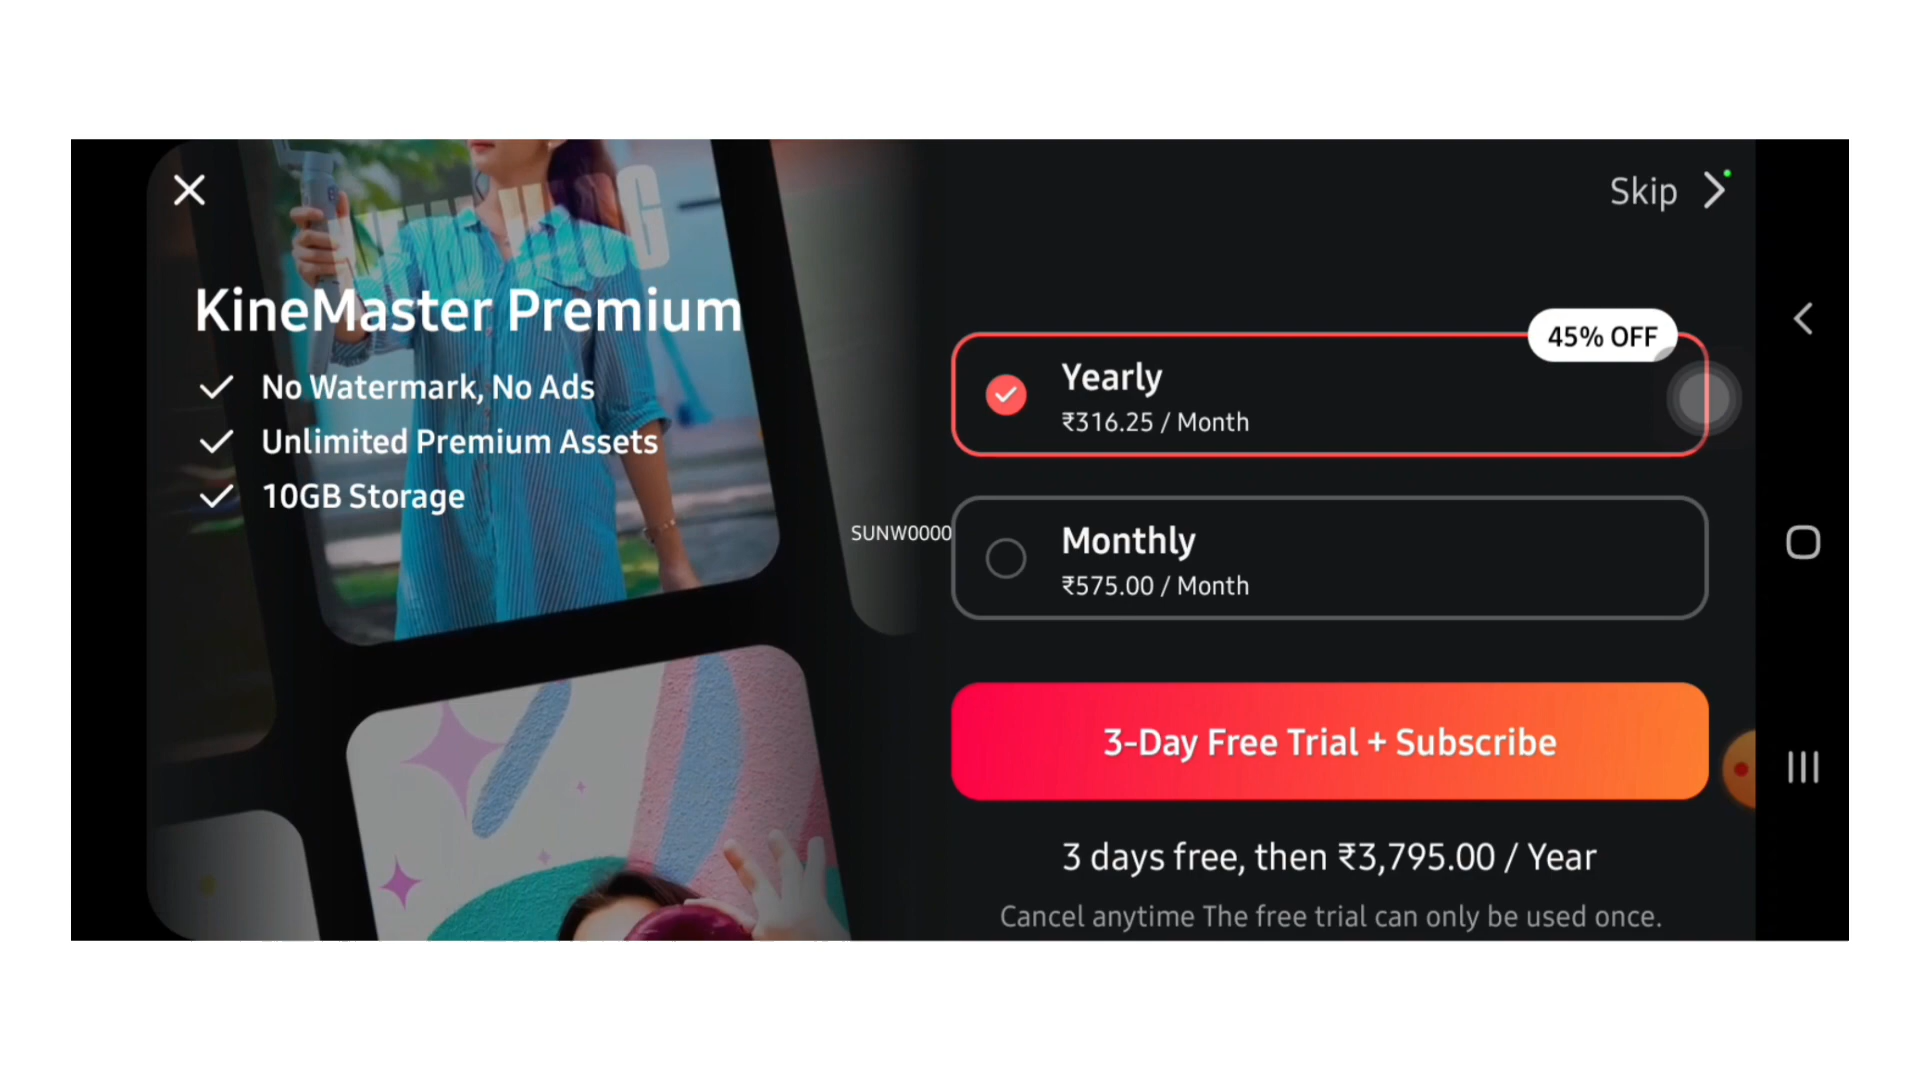 Skip
KineMaster Premium
No Watermark, No Ads
Unlimited Premium Assets
10GB Storage
SUNW0000
45% OFF
Yearly
₹316.25 / Month
Monthly
₹575.00 / Month
3-Day Free Trial + Subscribe
3 days free, then ₹3,795.00 / Year
Cancel anytime The free trial can only be used once.